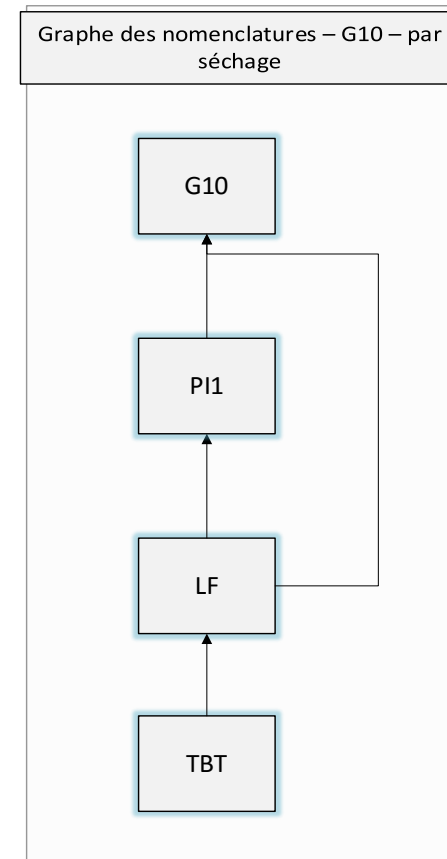 Graphe des nomenclatures – G10 – par
séchage
G10
PI1
LF
TBT